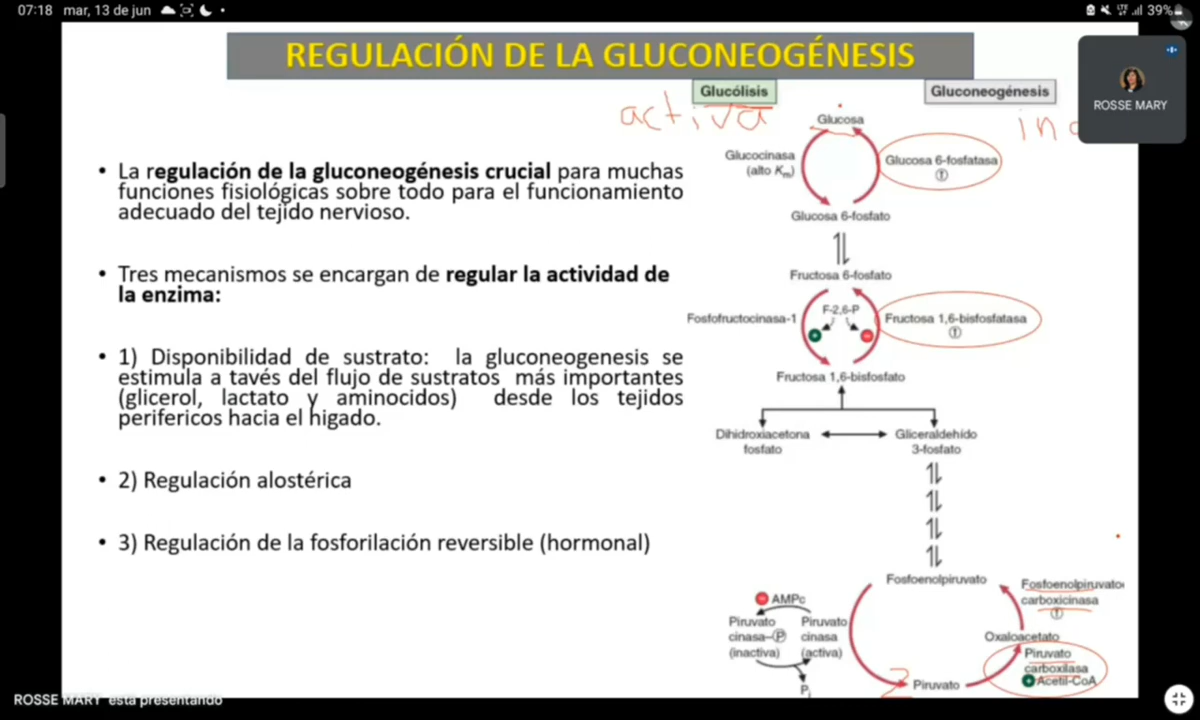 07:18 mar, 13 de jun
39%
REGULACIÓN DE LA GLUCONEOGÉNESIS
ROSSE MARY
Glucólisis
Gluconeogénesis
activa
Glucosa
Glucocinasa
(alto Km)
Glucosa 6-fosfatasa
Glucosa 6-fosfato
Fructosa 6-fosfato
F-2,6-P
Fosfofructocinasa-1
Fructosa 1,6-bisfosfatasa
Fructosa 1,6-bisfosfato
Dihidroxiacetona
fosfato
Gliceraldehído
3-fosfato
Fosfoenolpiruvato
Fosfoenolpiruvato
carboxicinasa
Oxaloacetato
Piruvato
carboxilasa
Acetil-CoA
Piruvato
AMPc
Piruvato
cinasa-P
(inactiva)
Piruvato
cinasa
(activa)
Pi
• La regulación de la gluconeogénesis crucial para muchas
funciones fisiológicas sobre todo para el funcionamiento
adecuado del tejido nervioso.
• Tres mecanismos se encargan de regular la actividad de
la enzima:
• 1) Disponibilidad de sustrato: la gluconeogenesis se
estimula a tavés del flujo de sustratos más importantes
(glicerol, lactato y aminocidos) desde los tejidos
perifericos hacia el higado.
• 2) Regulación alostérica
• 3) Regulación de la fosforilación reversible (hormonal)
ROSSE MARY está presentando